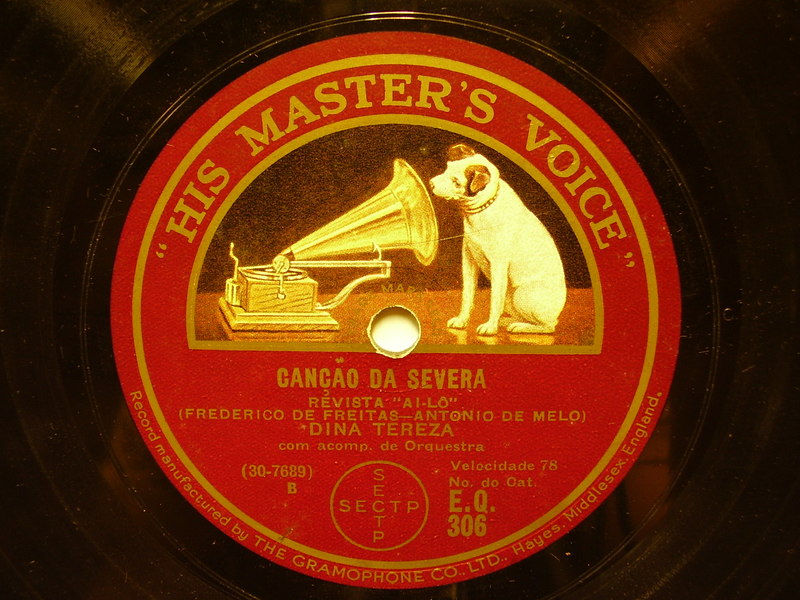 "HIS MASTER'S VOICE"
CANÇÃO DA SEVERA
REVISTA "AI-LÔ"
(FREDERICO DE FREITAS—ANTONIO DE MELO)
DINA TEREZA
com acomp. de Orquestra
(30-7689)
B
SECTP
SECTP
Velocidade 78
No. do Cat.
E.Q.
306
Record manufactured by THE GRAMOPHONE CO., LTD., Hayes, Middlesex, England.